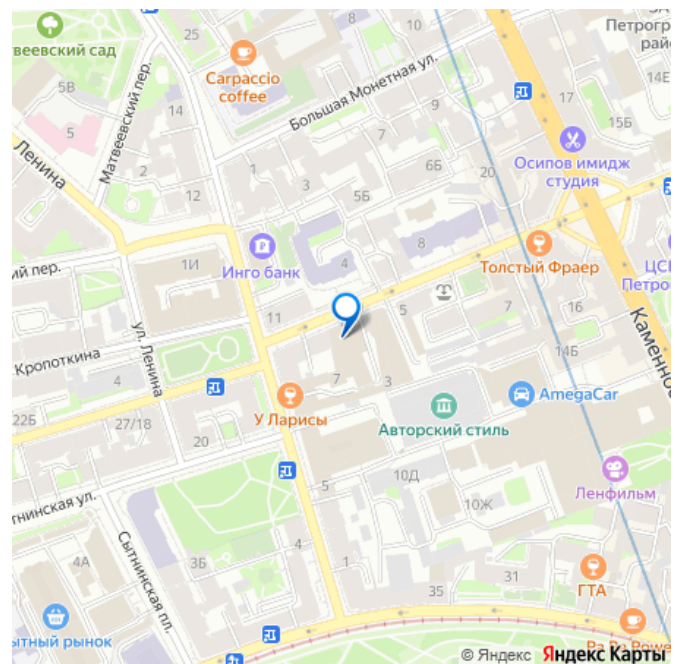 25
Петрогр
райо
твеевский сад
Carpaccio
coffee
14Е
5В
Матвеевский пер.
14
Большая Монетная ул.
7
10
9
17
15Б
5
Ленина
2
12
1
3
5Б
6Б
20
Осипов имидж
студия
1И
Инго банк
4
8
Толстый Фраер
ЦСК
Петро
ий пер.
11
5
7
16
Каменноос
Кропоткина
ул. Ленина
4
7
3
14Б
AmegaCar
22Б
27/18
20
У Ларисы
Авторский стиль
10Д
Ленфильм
5
10Ж
тнинская ул.
Сытнинская пл.
4А
3Б
4
1
35
31
ГТА
ытный рынок
© Яндекс Яндекс Карты